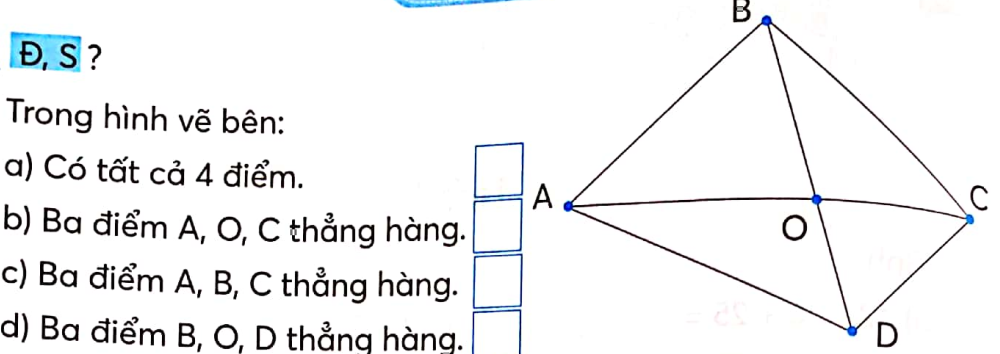 Đ, S ?
Trong hình vẽ bên:
a) Có tất cả 4 điểm.
b) Ba điểm A, O, C thẳng hàng.
c) Ba điểm A, B, C thẳng hàng.
d) Ba điểm B, O, D thẳng hàng.
B
A
C
O
D